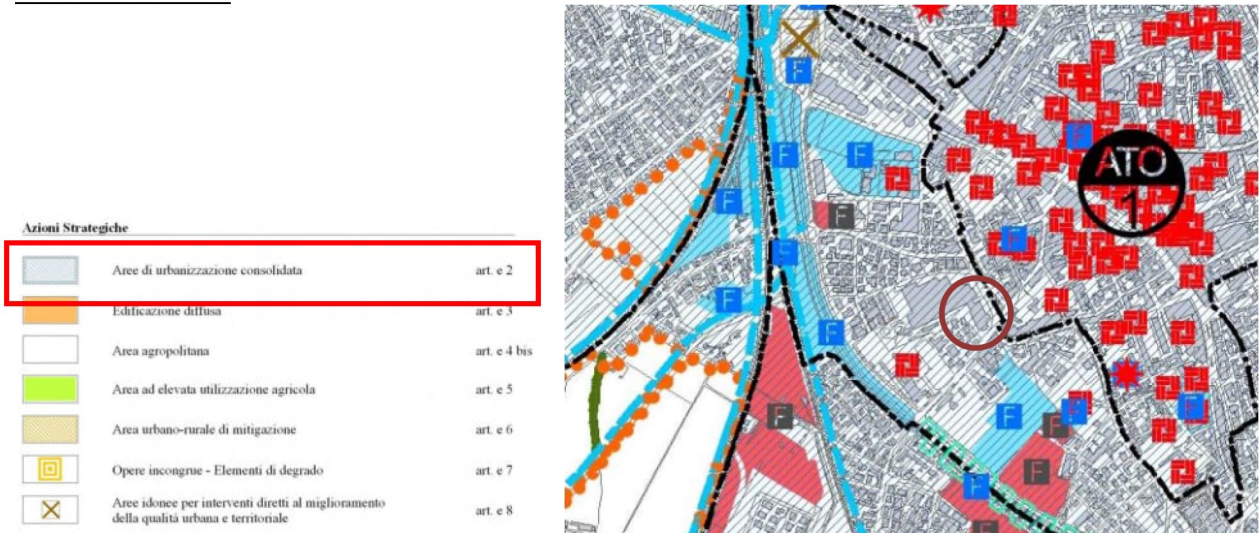 Azioni Strategiche
Aree di urbanizzazione consolidata art. e 2
Edificazione diffusa art. e 3
Area agropolitana art. e 4 bis
Area ad elevata utilizzazione agricola art. e 5
Area urbano-rurale di mitigazione art. e 6
Opere incongrue - Elementi di degrado art. e 7
Aree idonee per interventi diretti al miglioramento
della qualità urbana e territoriale art. e 8
F
F
F
F
F
F
ATO
1
F
F
F
F
F
F
F
F
F
F
F
F